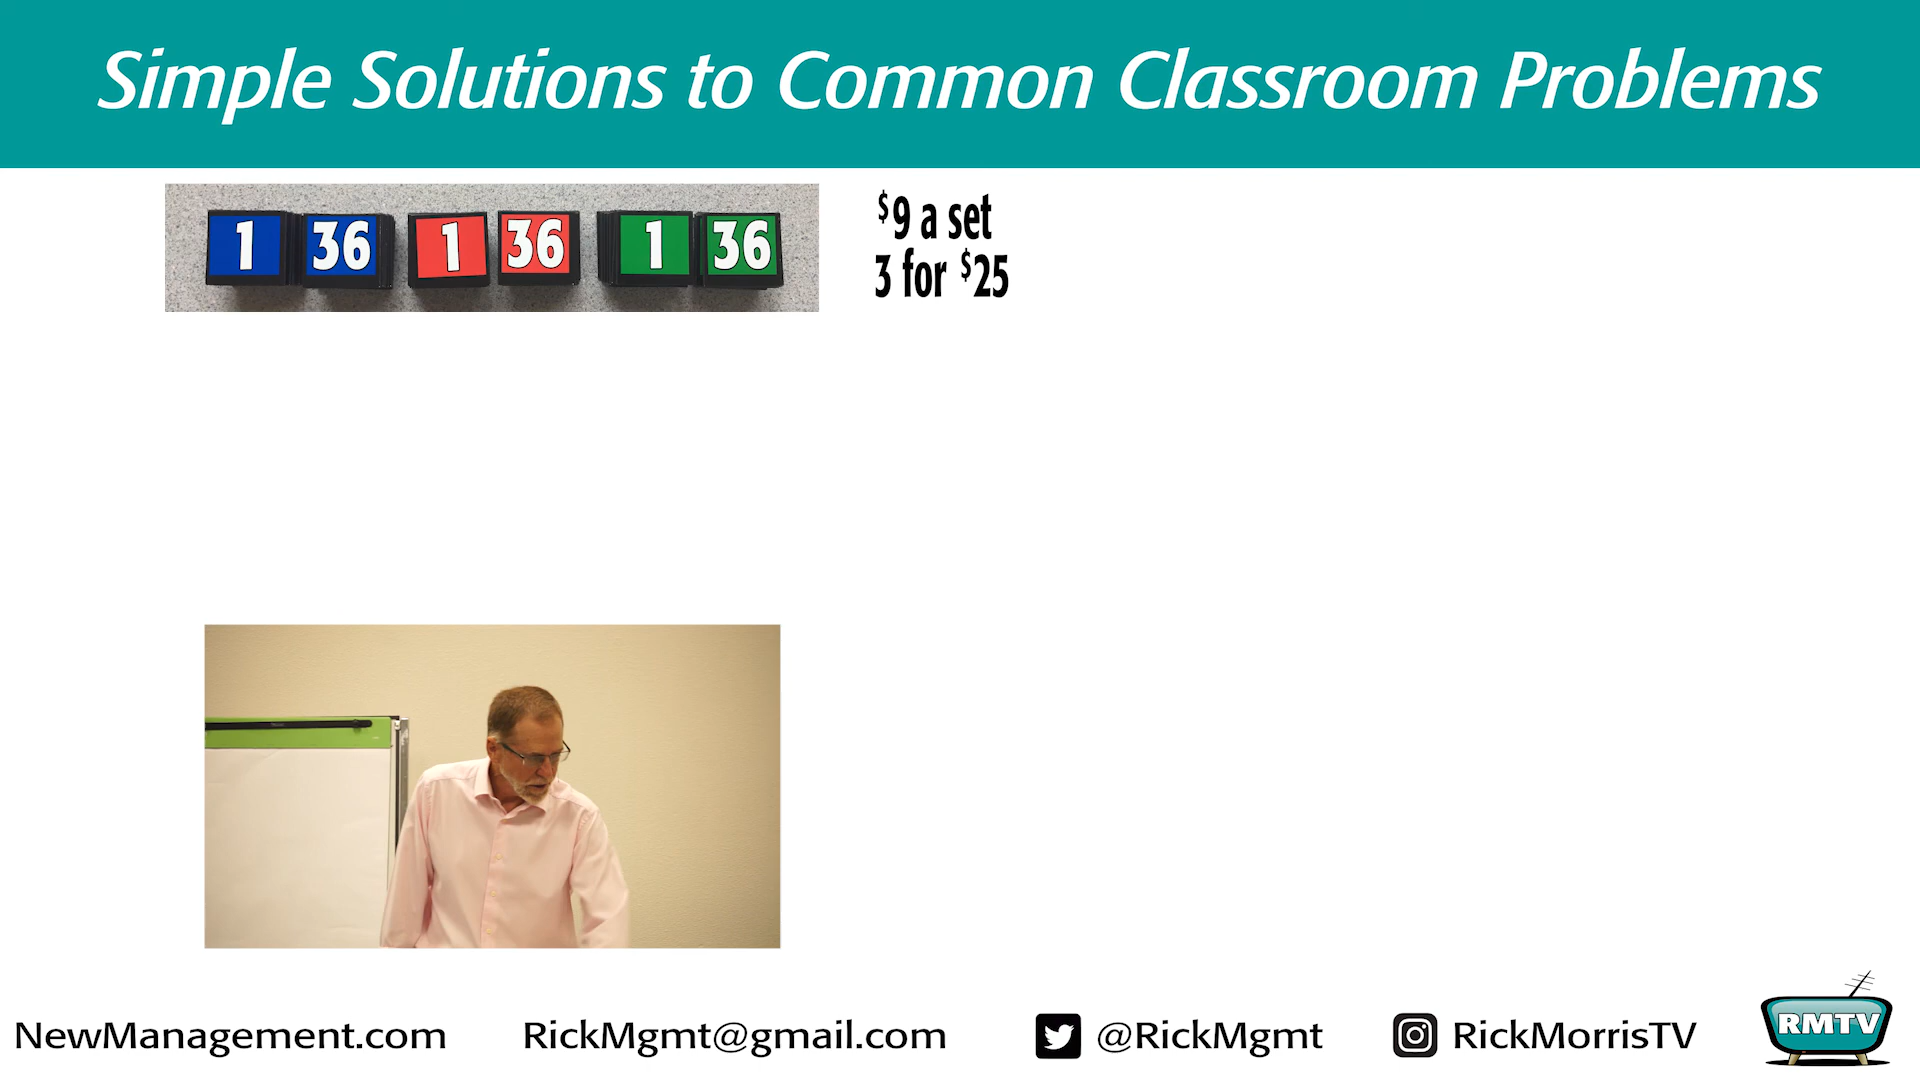 Simple Solutions to Common Classroom Problems
1 36 1 36 1 36
$9 a set
3 for $25
NewManagement.com RickMgmt@gmail.com @RickMgmt RickMorrisTV RMTV